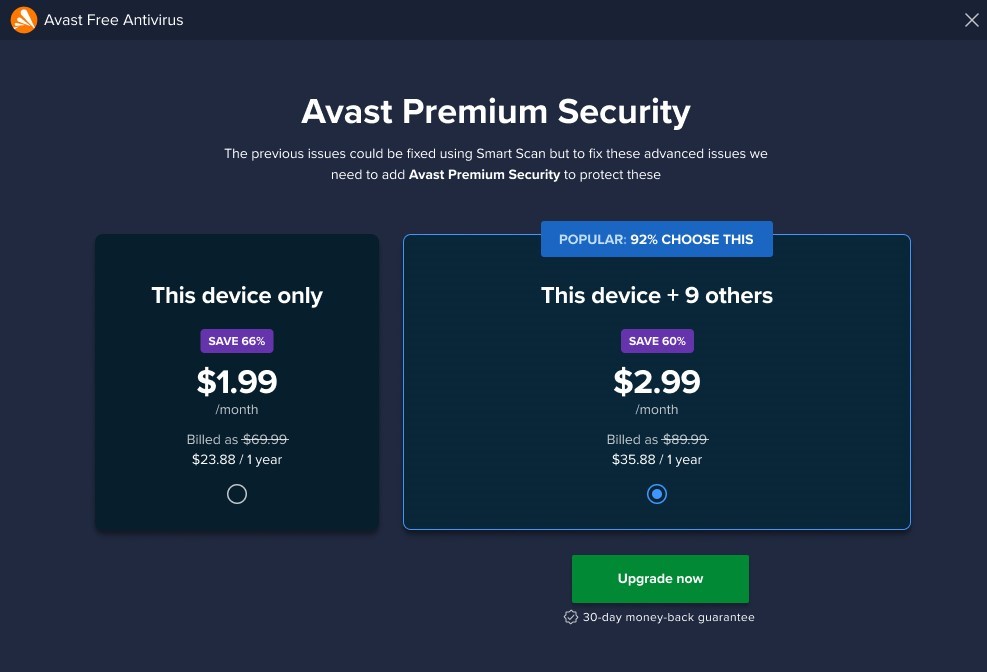 Avast Free Antivirus
Avast Premium Security
The previous issues could be fixed using Smart Scan but to fix these advanced issues we
need to add Avast Premium Security to protect these
This device only
SAVE 66%
$1.99
/month
Billed as $69.99
$23.88 / 1 year
POPULAR: 92% CHOOSE THIS
This device + 9 others
SAVE 60%
$2.99
/month
Billed as $89.99
$35.88 / 1 year
Upgrade now
30-day money-back guarantee